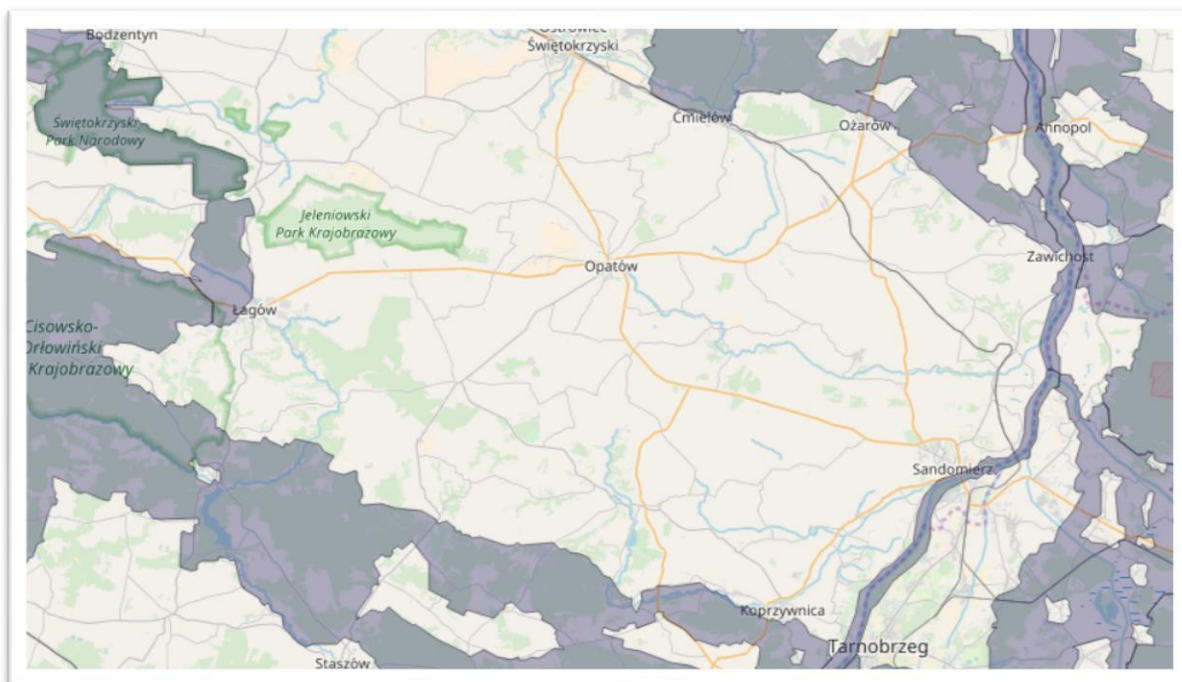 Bodzentyn
Ostrowiec
Świętokrzyski
Świętokrzyski
Park Narodowy
Ćmielów
Ożarów
Annopol
Jeleniowski
Park Krajobrazowy
Opatów
Zawichost
Łagów
Cisowsko-
Orłowiński
Krajobrazowy
Sandomierz
Koprzywnica
Tarnobrzeg
Staszów